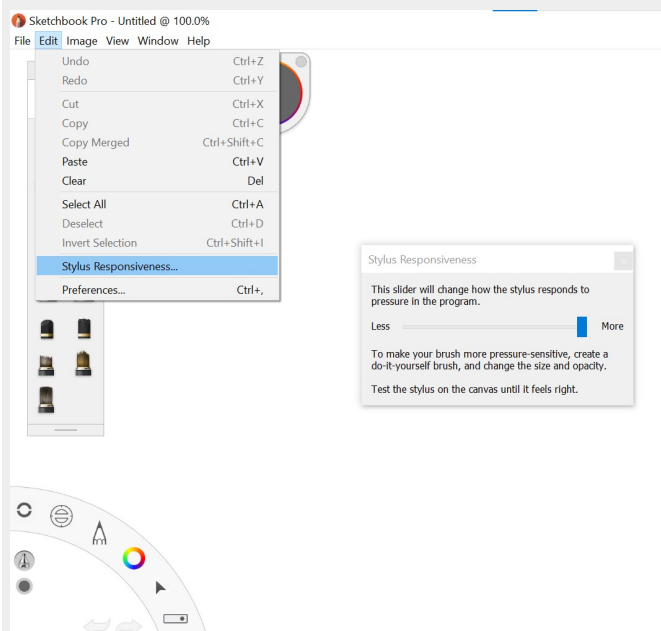 Sketchbook Pro - Untitled @ 100.0%
File Edit Image View Window Help
Undo Ctrl+Z
Redo Ctrl+Y
Cut Ctrl+X
Copy Ctrl+C
Copy Merged Ctrl+Shift+C
Paste Ctrl+V
Clear Del
Select All Ctrl+A
Deselect Ctrl+D
Invert Selection Ctrl+Shift+I
Stylus Responsiveness...
Preferences... Ctrl+,
Stylus Responsiveness
This slider will change how the stylus responds to
pressure in the program.
Less More
To make your brush more pressure-sensitive, create a
do-it-yourself brush, and change the size and opacity.
Test the stylus on the canvas until it feels right.